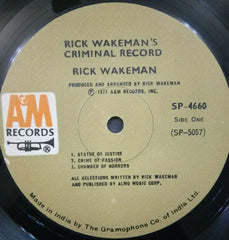 RICK WAKEMAN'S
CRIMINAL RECORD
RICK WAKEMAN
PRODUCED AND ARRANGED BY RICK WAKEMAN
℗ 1977 A&M RECORDS, INC.
A&M
RECORDS
SP-4660
Side One
(SP-5057)
1. STATUE OF JUSTICE
2. CRIME OF PASSION
3. CHAMBER OF HORRORS
ALL SELECTIONS WRITTEN BY RICK WAKEMAN
AND PUBLISHED BY ALMO MUSIC CORP.
Made in India by The Gramophone Co. of India Ltd.